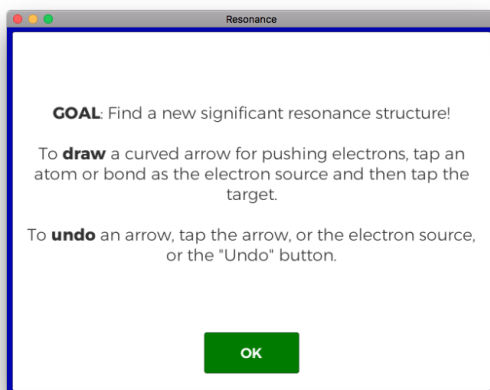 Resonance
GOAL: Find a new significant resonance structure!
To draw a curved arrow for pushing electrons, tap an
atom or bond as the electron source and then tap the
target.
To undo an arrow, tap the arrow, or the electron source,
or the "Undo" button.
OK